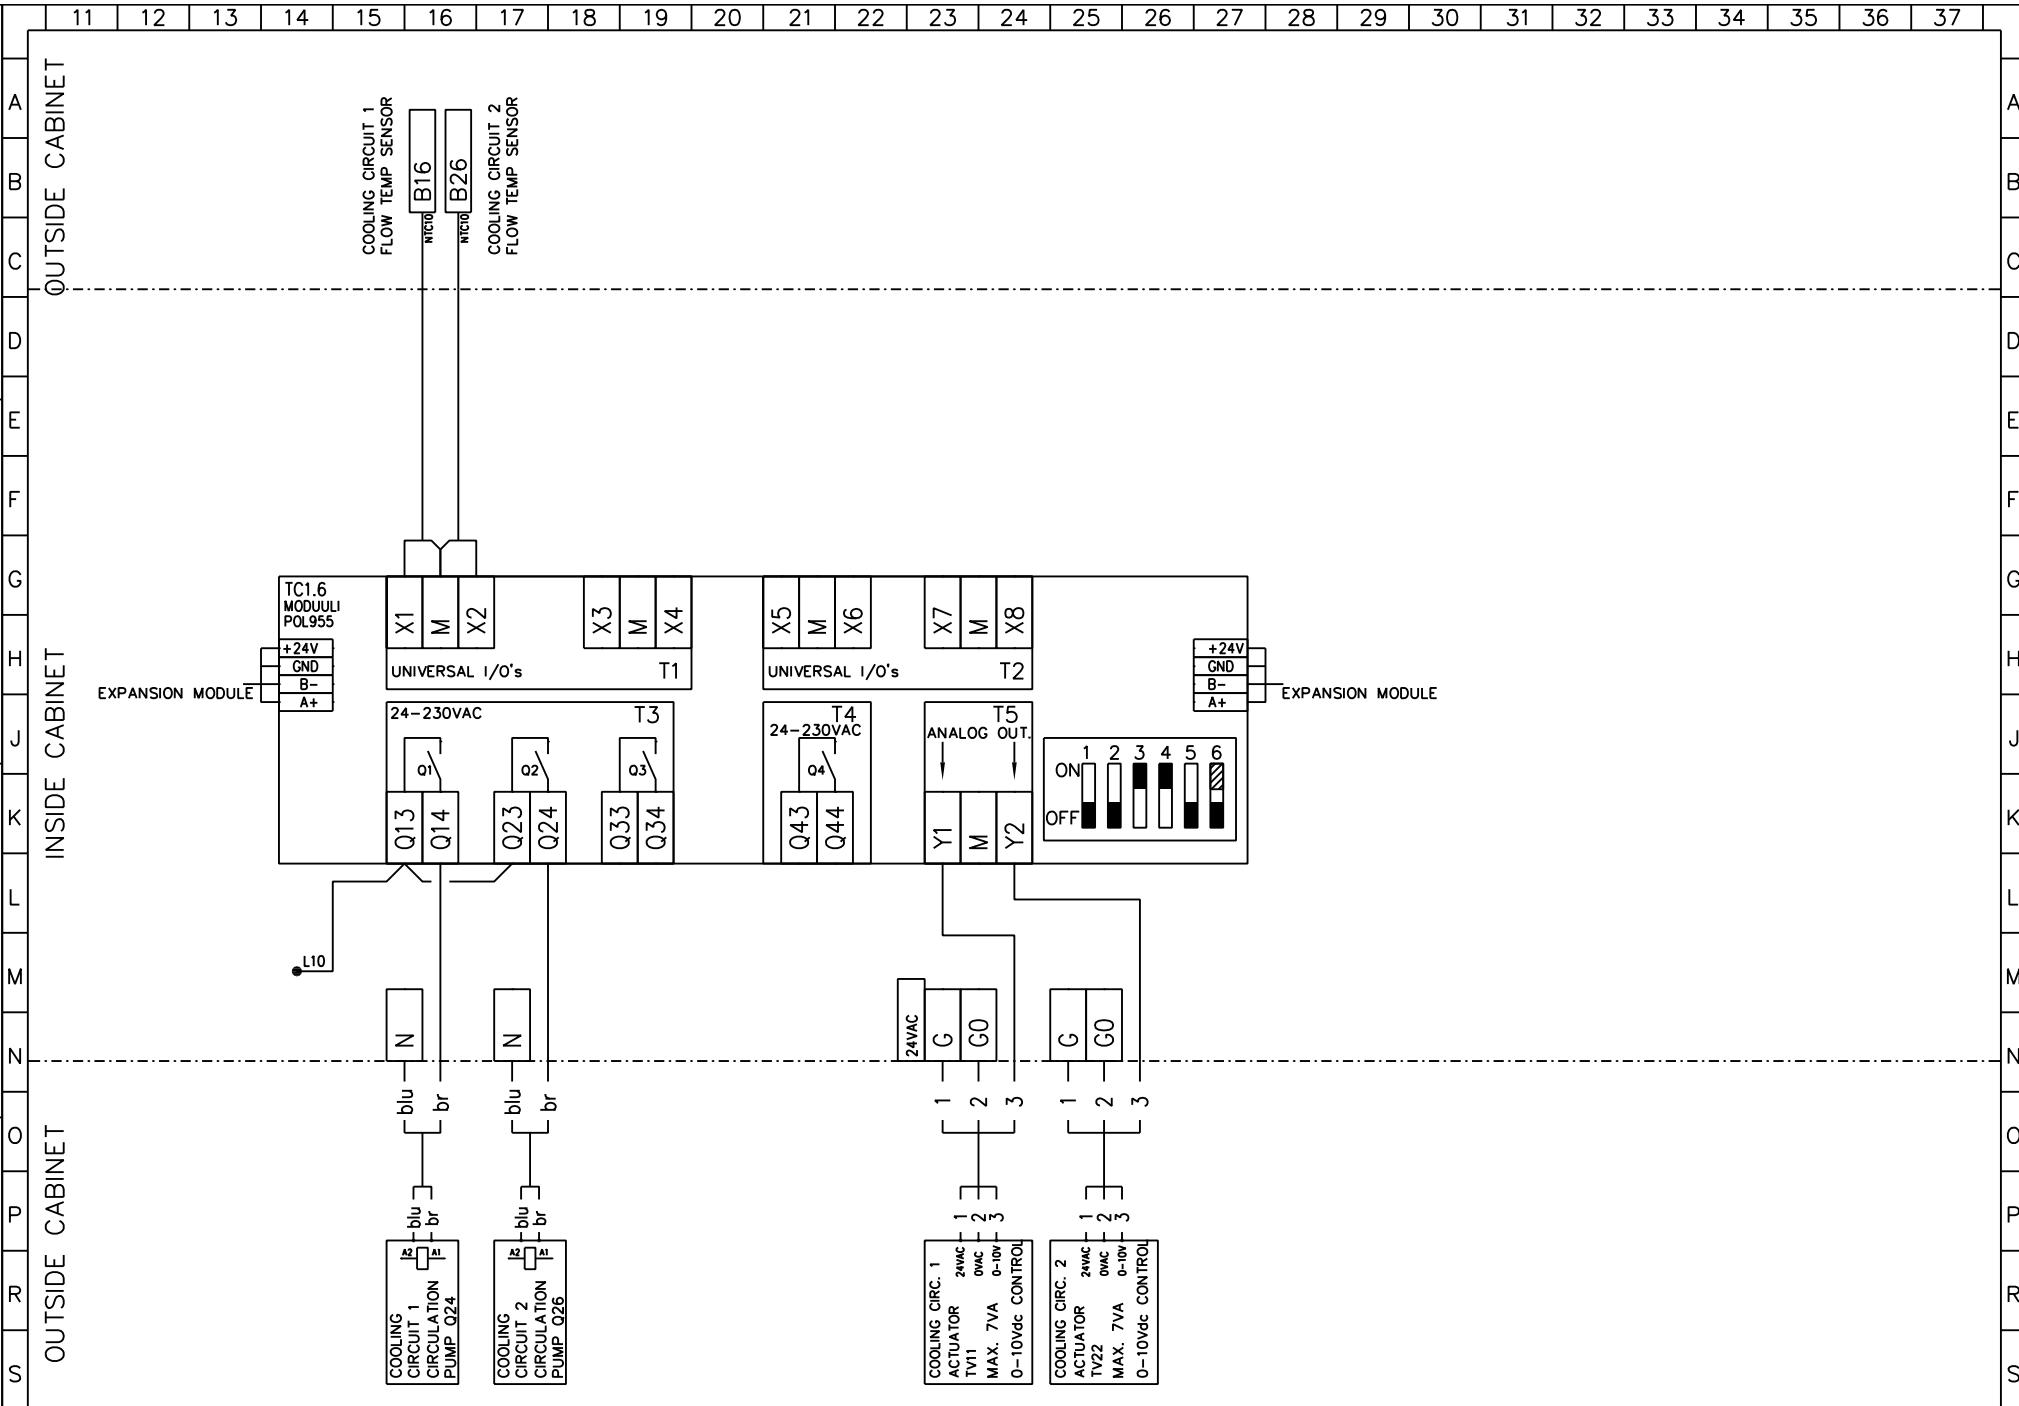 11 12 13 14 15 16 17 18 19 20 21 22 23 24 25 26 27 28 29 30 31 32 33 34 35 36 37
A
B
C
D
E
F
G
H
J
K
L
M
N
O
P
R
S
A
B
C
D
E
F
G
H
J
K
L
M
N
O
P
R
S
OUTSIDE CABINET
INSIDE CABINET
OUTSIDE CABINET
COOLING CIRCUIT 1
FLOW TEMP SENSOR
B16
NTC10
B26
NTC10
COOLING CIRCUIT 2
FLOW TEMP SENSOR
TC1.6
MODUULI
POL955
X1 M X2
X3 M X4
UNIVERSAL I/O's T1
X5 M X6
X7 M X8
UNIVERSAL I/O's T2
+24V
GND
B-
A+
EXPANSION MODULE
+24V
GND
B-
A+
EXPANSION MODULE
24-230VAC T3
Q1
Q2
Q3
Q13 Q14
Q23 Q24
Q33 Q34
T4
24-230VAC
Q4
Q43 Q44
T5
ANALOG OUT.
Y1 M Y2
1 2 3 4 5 6
ON
OFF
L10
N
N
24VAC
G G0
G G0
blu br
blu br
1 2 3
1 2 3
blu br
blu br
1 2 3
1 2 3
A2 A1
COOLING
CIRCUIT 1
CIRCULATION
PUMP Q24
A2 A1
COOLING
CIRCUIT 2
CIRCULATION
PUMP Q26
24VAC
0VAC
0-10V
COOLING CIRC. 1
ACTUATOR
TV11
MAX. 7VA
0-10Vdc CONTROL
24VAC
0VAC
0-10V
COOLING CIRC. 2
ACTUATOR
TV22
MAX. 7VA
0-10Vdc CONTROL